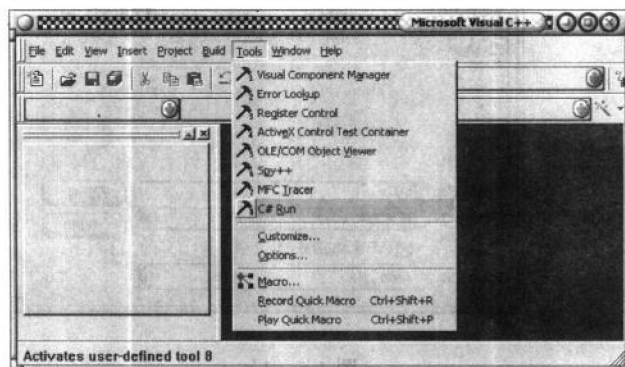 Microsoft Visual C++
File Edit View Insert Project Build Tools Window Help
Visual Component Manager
Error Lookup
Register Control
ActiveX Control Test Container
OLE/COM Object Viewer
Spy++
MFC Tracer
C# Run
Customize...
Options...
Macro...
Record Quick Macro Ctrl+Shift+R
Play Quick Macro Ctrl+Shift+P
Activates user-defined tool 8